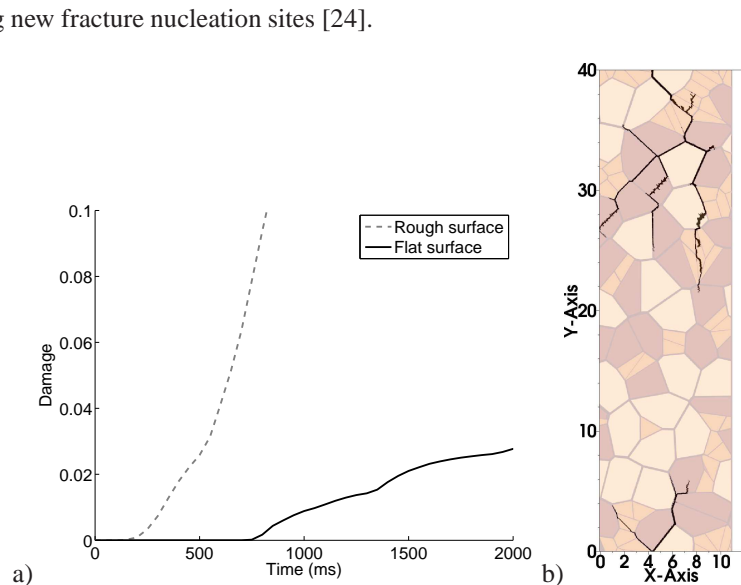 g new fracture nucleation sites [24].
0.1
0.08
0.06
0.04
0.02
0
Damage
0 500 1000 1500 2000
Time (ms)
Rough surface
Flat surface
a)
40
30
20
10
0
Y-Axis
0 2 4 6 8 10
X-Axis
b)